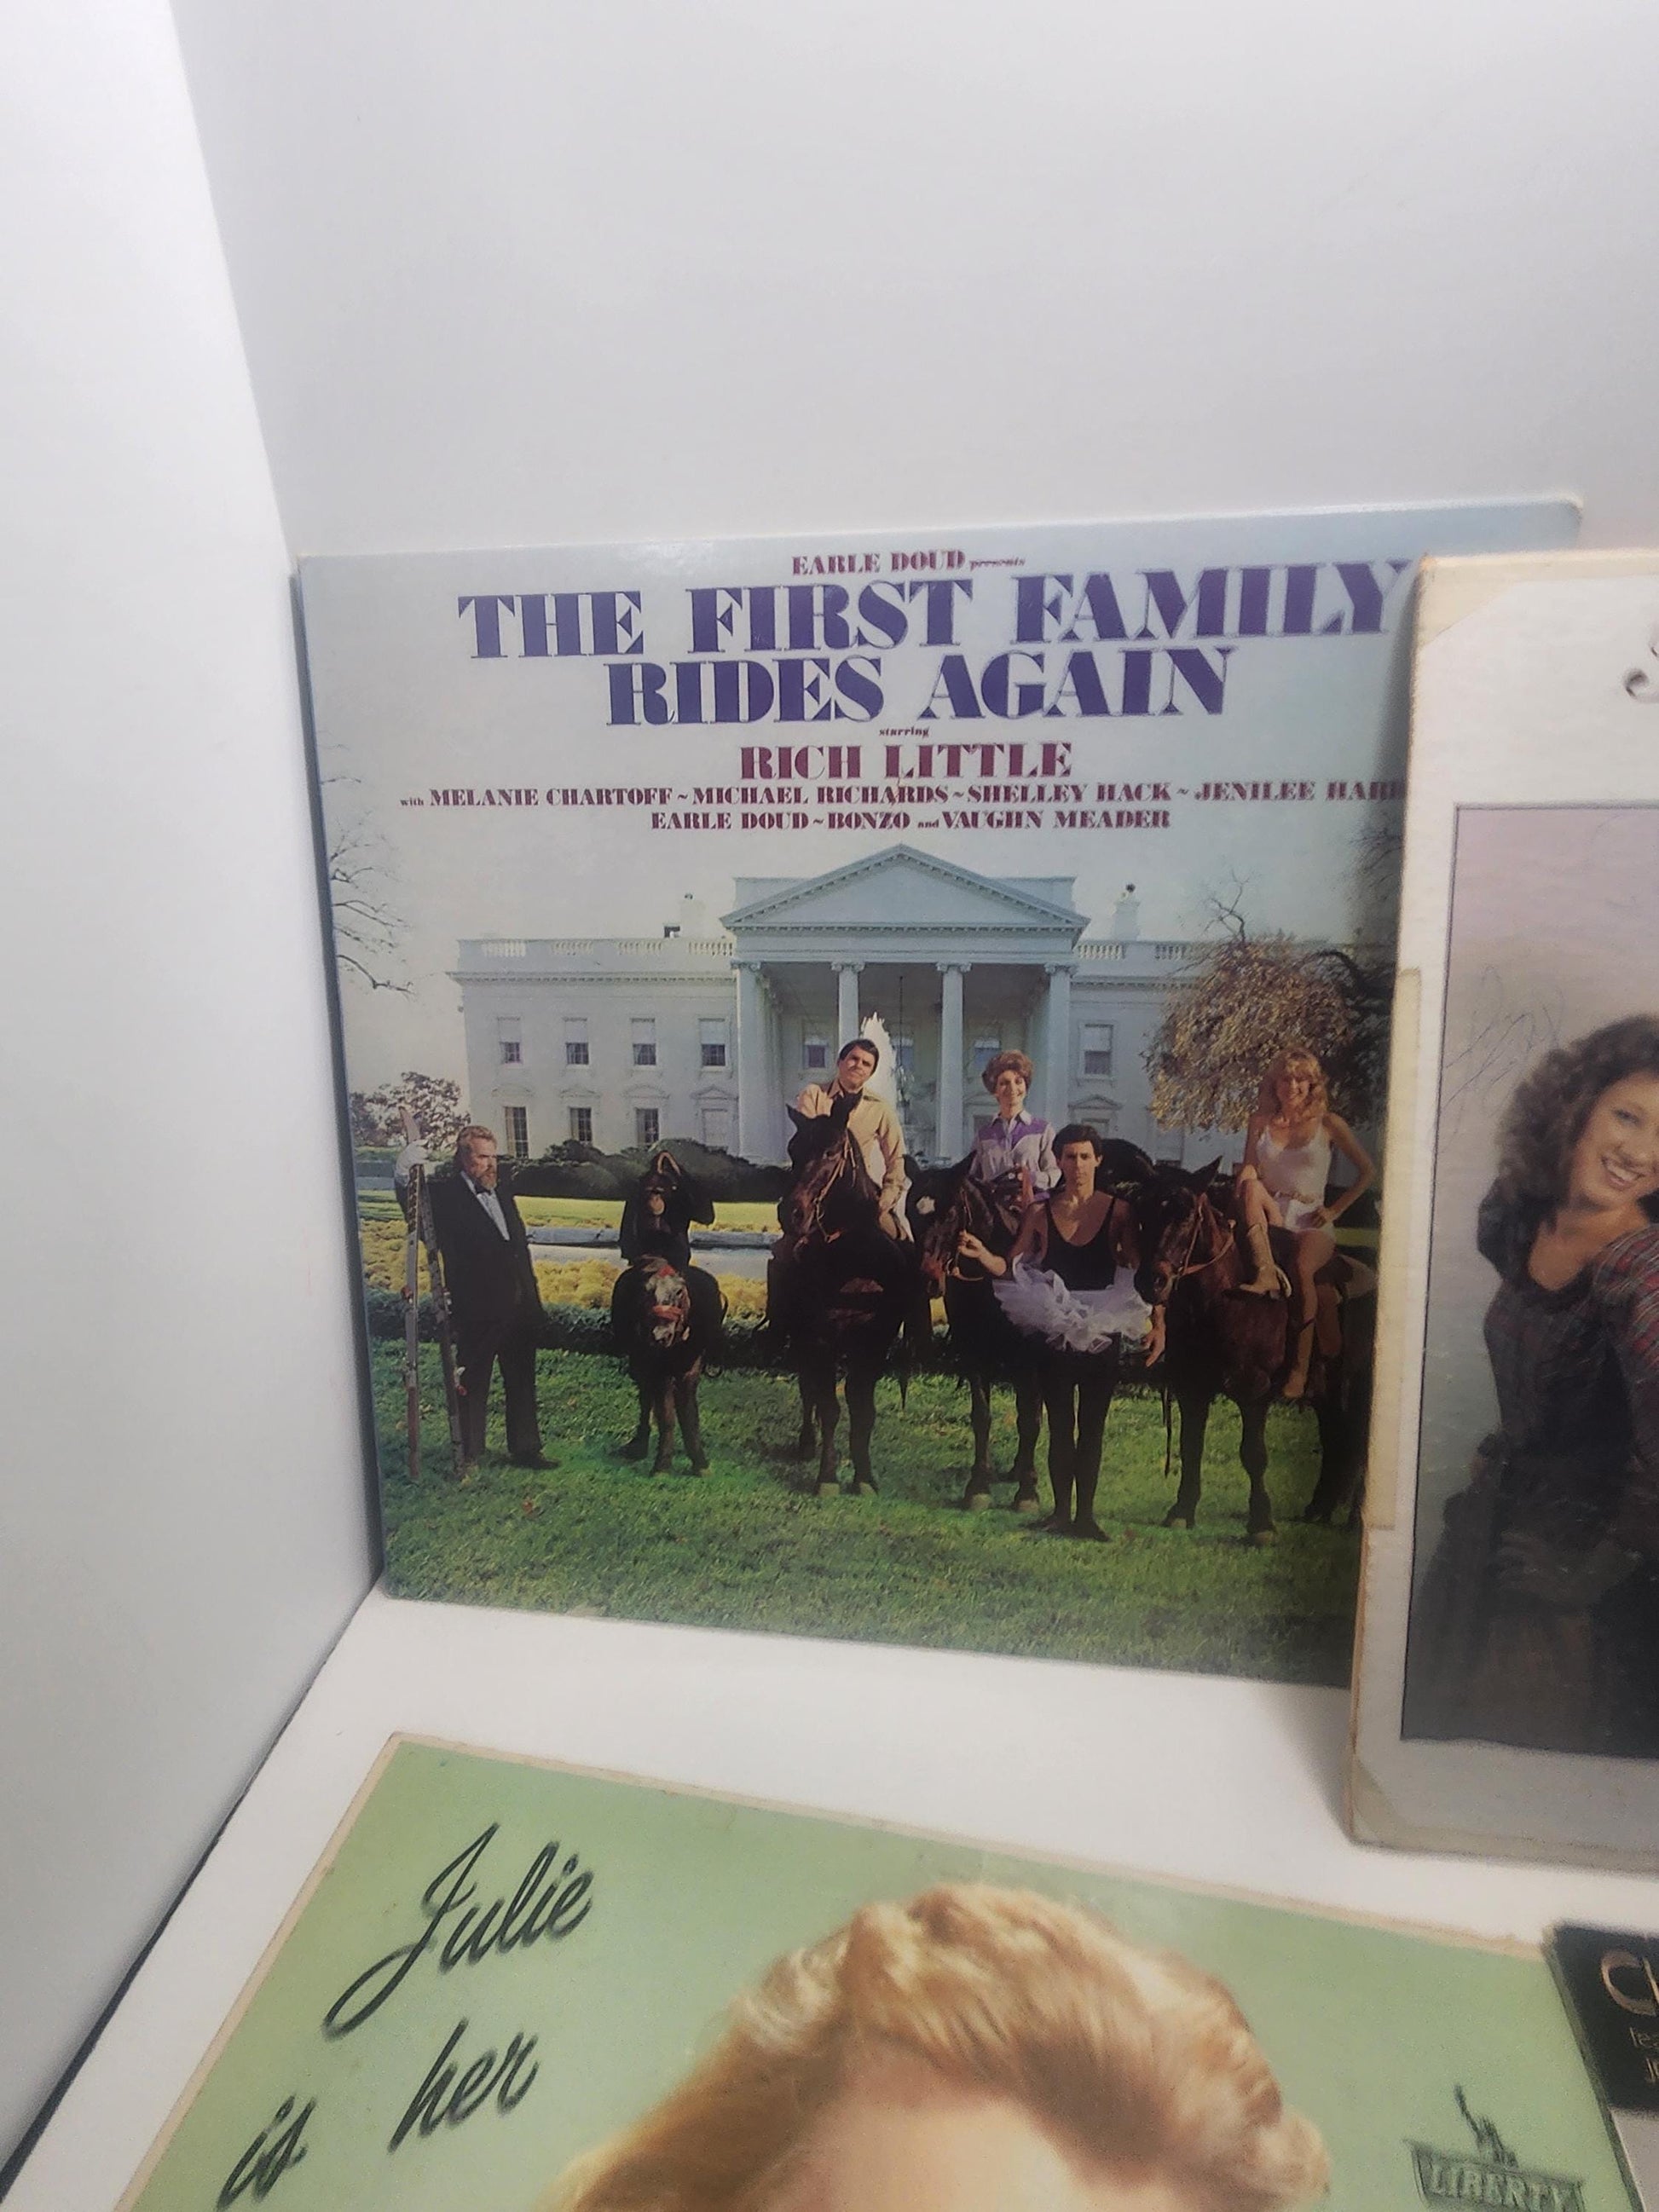 EARLE DOUD presents
THE FIRST FAMILY
RIDES AGAIN
starring
RICH LITTLE
with MELANIE CHARTOFF ~ MICHAEL RICHARDS ~ SHELLEY HACK ~ JENILEE
EARLE DOUD ~ BONZO and VAUGHN MEADER
Julie
is her
LIBERTY